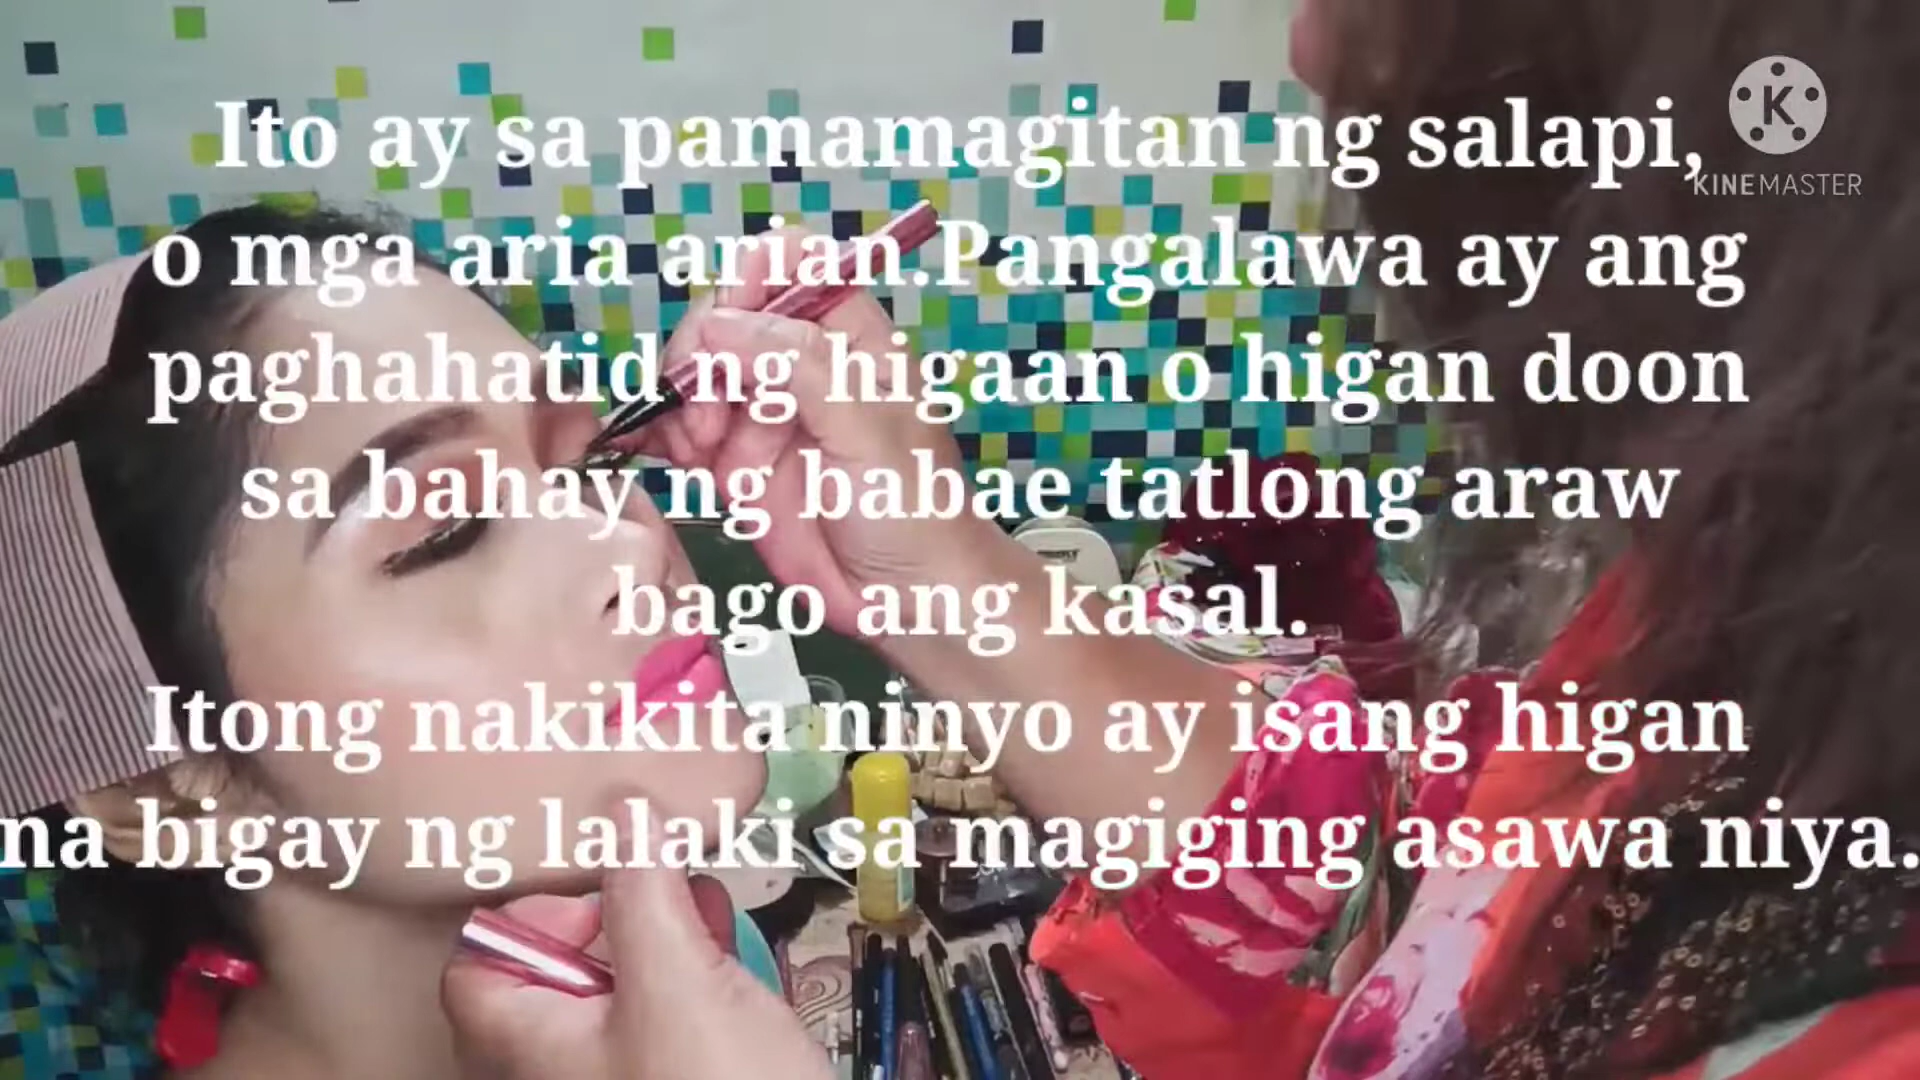 Ito ay sa pamamagitan ng salapi,
o mga aria arian.Pangalawa ay ang
paghahatid ng higaan o higan doon
sa bahay ng babae tatlong araw
bago ang kasal.
Itong nakikita ninyo ay isang higan
na bigay ng lalaki sa magiging asawa niya.
K
KINEMASTER